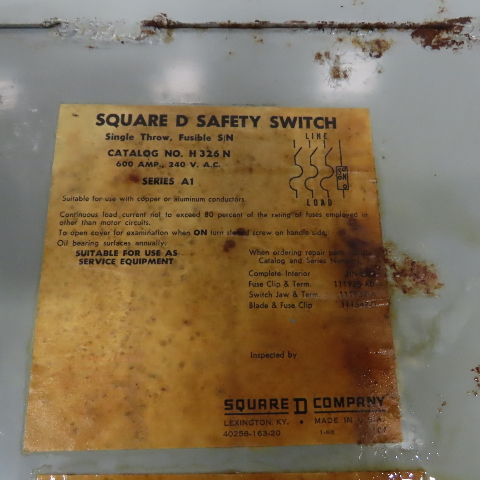 SQUARE D SAFETY SWITCH
Single Throw, Fusible S/N
LINE
CATALOG NO. H 326 N
600 AMP., 240 V. A.C.
SERIES A1
LOAD
Suitable for use with copper or aluminum conductors.
Continuous load current not to exceed 80 percent of the rating of fuses employed in
other than motor circuits.
To open cover for examination when ON turn screw on handle side.
Oil bearing surfaces annually.
SUITABLE FOR USE AS
SERVICE EQUIPMENT
When ordering repair parts
Catalog and Series
Complete Interior
Fuse Clip & Term.
Switch Jaw & Term.
Blade & Fuse Clip
Inspected by
SQUARE D COMPANY
LEXINGTON, KY. • MADE IN U.S.A.
40256-163-20